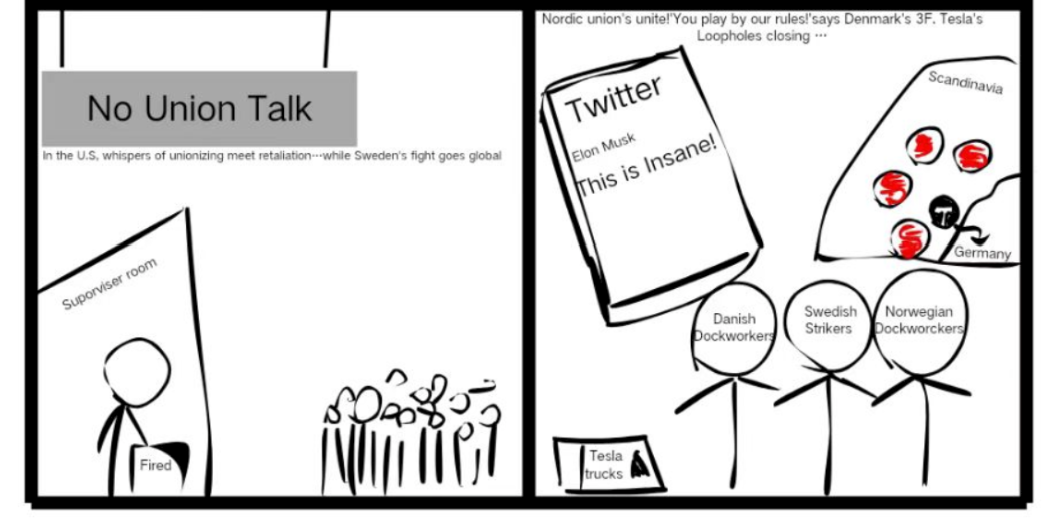 No Union Talk
In the U.S, whispers of unionizing meet retaliation···while Sweden's fight goes global
Suporviser room
Fired
Nordic union's unite!'You play by our rules!'says Denmark's 3F. Tesla's
Loopholes closing ···
Twitter
Elon Musk
This is Insane!
Scandinavia
T
Germany
Danish
Dockworkers
Swedish
Strikers
Norwegian
Dockworckers
Tesla
trucks